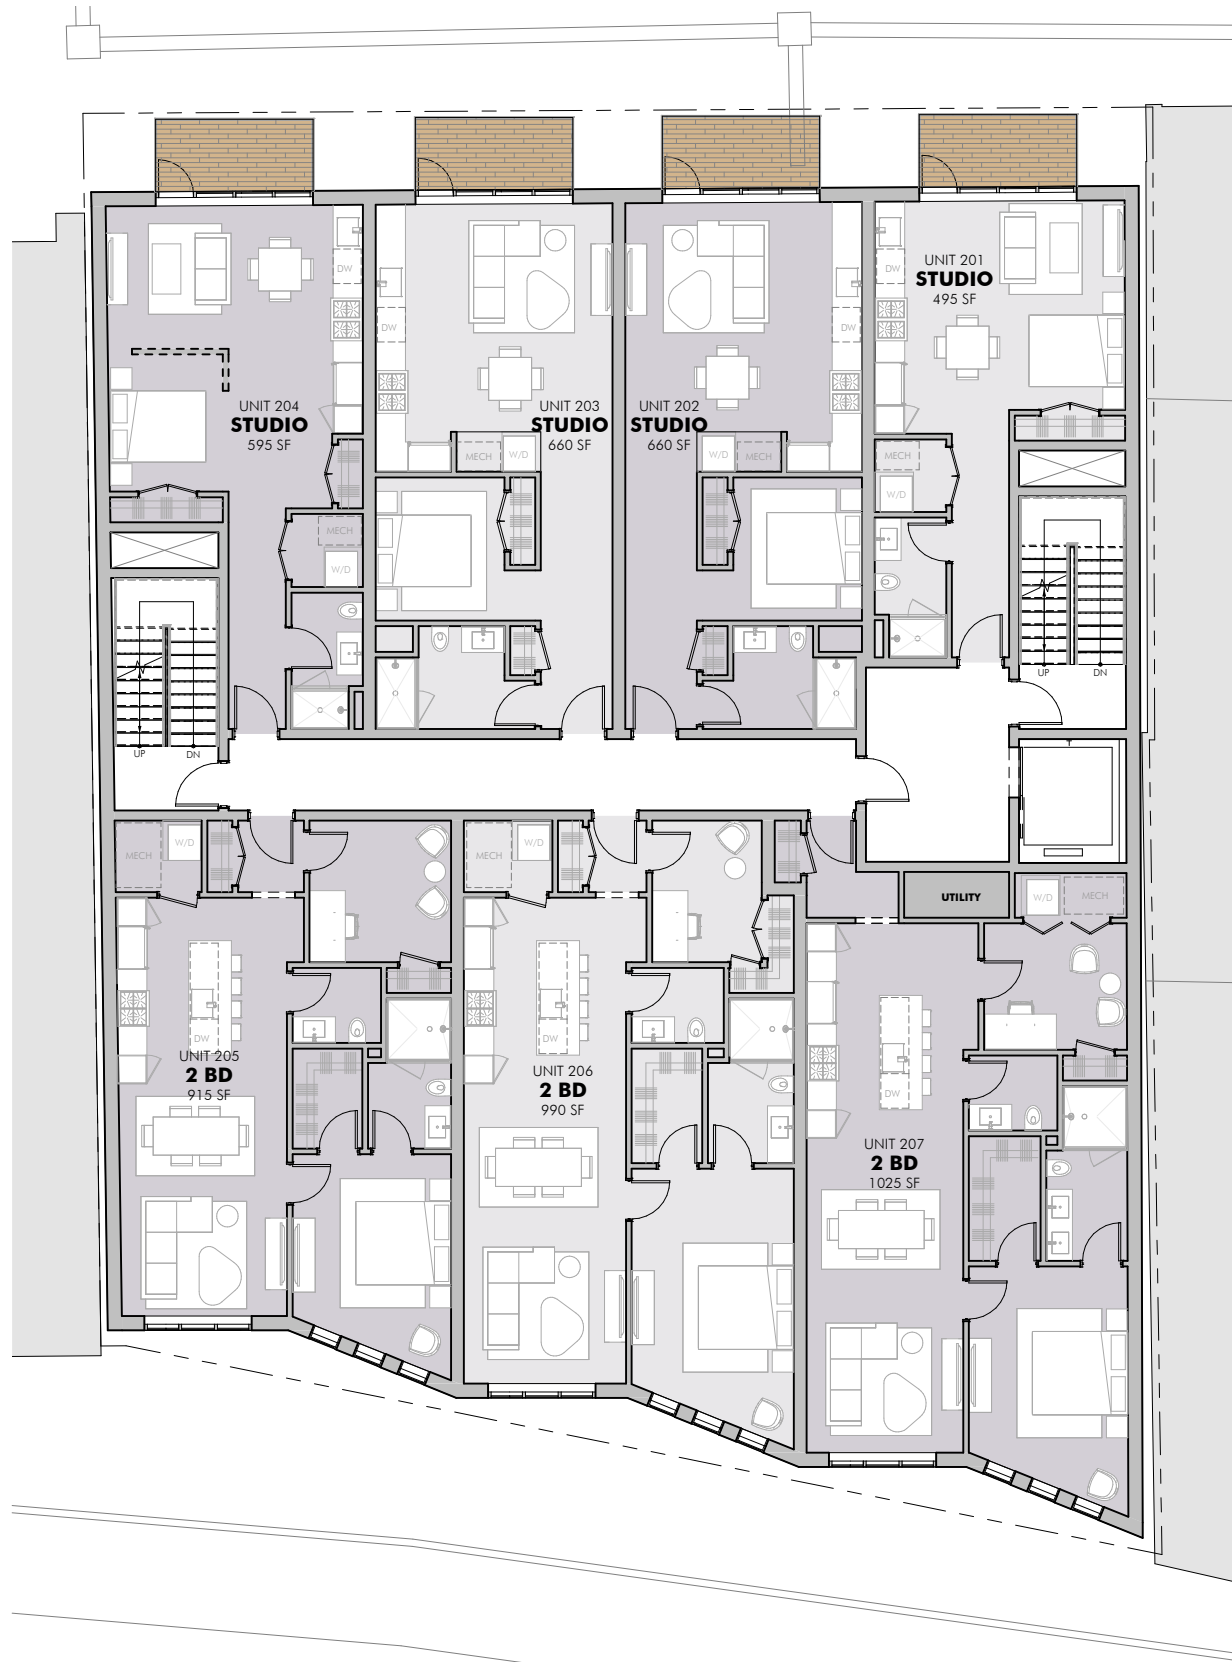 UNIT 201
STUDIO
495 SF
DW
DW
DW
DW
UNIT 204
STUDIO
595 SF
UNIT 203
STUDIO
660 SF
UNIT 202
STUDIO
660 SF
MECH
W/D
W/D
MECH
MECH
W/D
MECH
W/D
UP
DN
UP
DN
MECH
W/D
MECH
W/D
UTILITY
W/D
MECH
DW
DW
DW
UNIT 205
2 BD
915 SF
UNIT 206
2 BD
990 SF
UNIT 207
2 BD
1025 SF